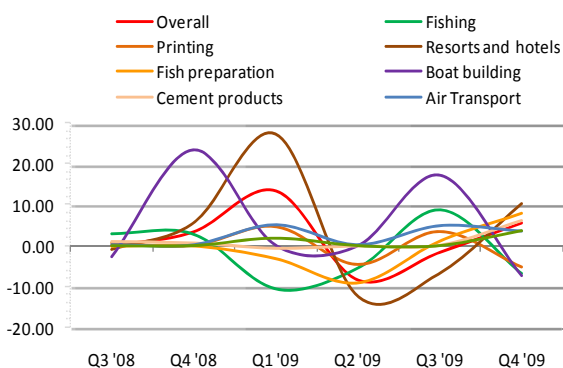 Overall Fishing
Printing Resorts and hotels
Fish preparation Boat building
Cement products Air Transport
30.00
20.00
10.00
0.00
-10.00
-20.00
Q3 '08 Q4 '08 Q1 '09 Q2 '09 Q3 '09 Q4 '09